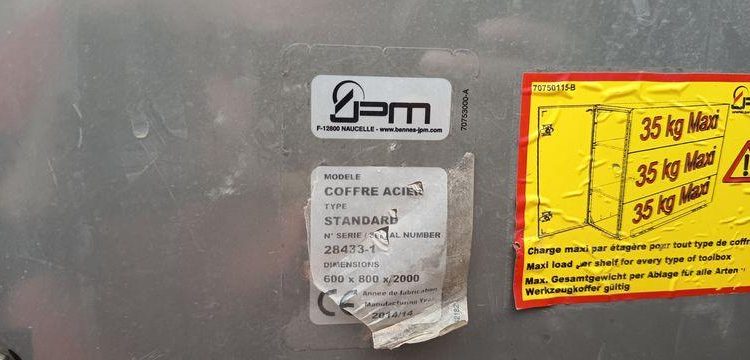 JPM
F-12800 NAUCELLE - www.bennes-jpm.com
70753000-A
MODELE
COFFRE ACIER
TYPE
STANDARD
N° SERIE / SERIAL NUMBER
28433-1
DIMENSIONS
600 x 800 x 2000
CE Année de fabrication
Manufacturing Year
2014/14
70750115-B
JPM
35 kg Maxi
35 kg Maxi
35 kg Maxi
Charge maxi par étagère pour tout type de coffr
Maxi load per shelf for every type of toolbox
Max. Gesamtgewicht per Ablage für alle Arten
Werkzeugkoffer gültig